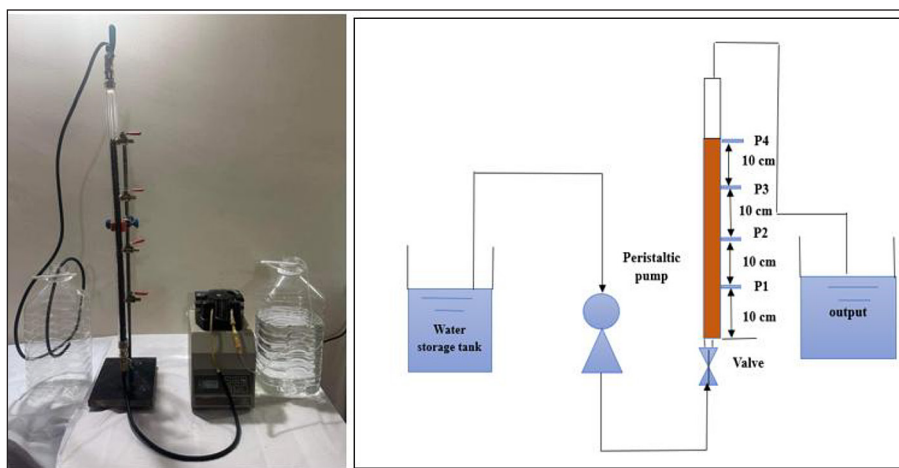 P4
10 cm
P3
10 cm
P2
10 cm
P1
10 cm
Peristaltic
pump
Water
storage tank
Valve
output